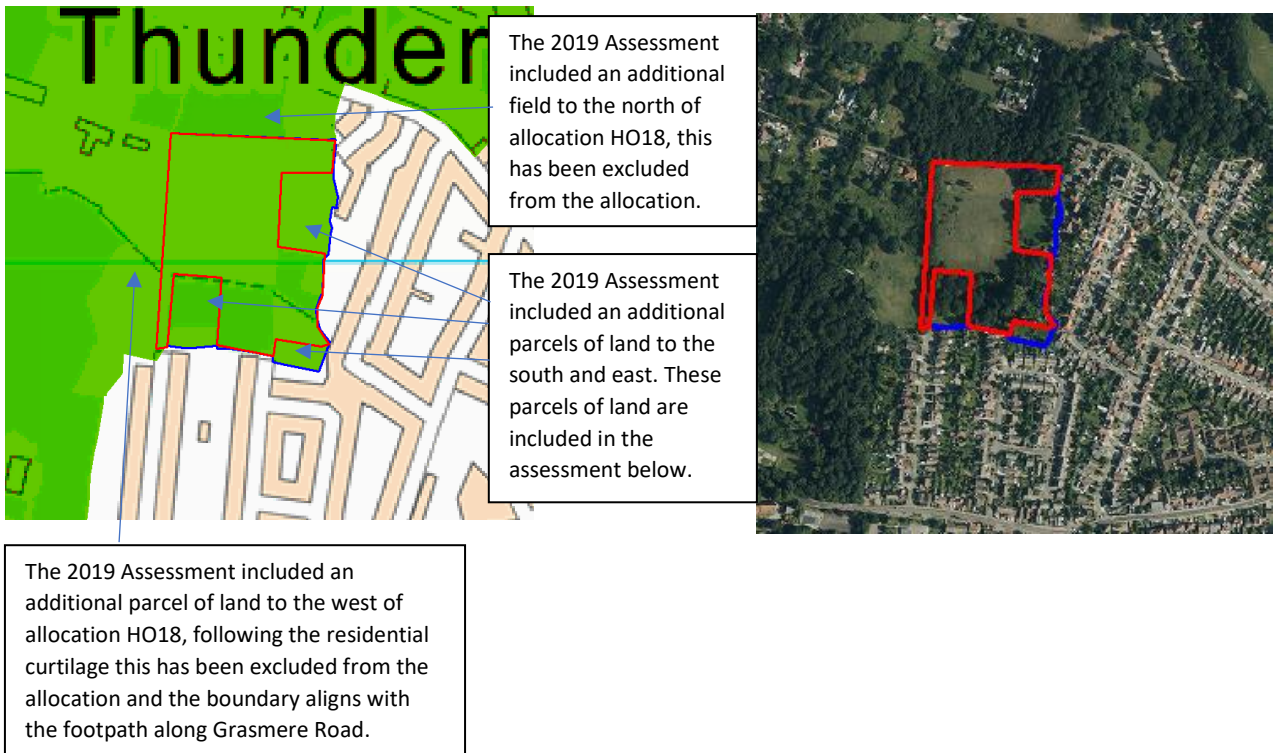 Thunder
The 2019 Assessment
included an additional
field to the north of
allocation HO18, this
has been excluded
from the allocation.
The 2019 Assessment
included an additional
parcels of land to the
south and east. These
parcels of land are
included in the
assessment below.
The 2019 Assessment included an
additional parcel of land to the west of
allocation HO18, following the residential
curtilage this has been excluded from the
allocation and the boundary aligns with
the footpath along Grasmere Road.